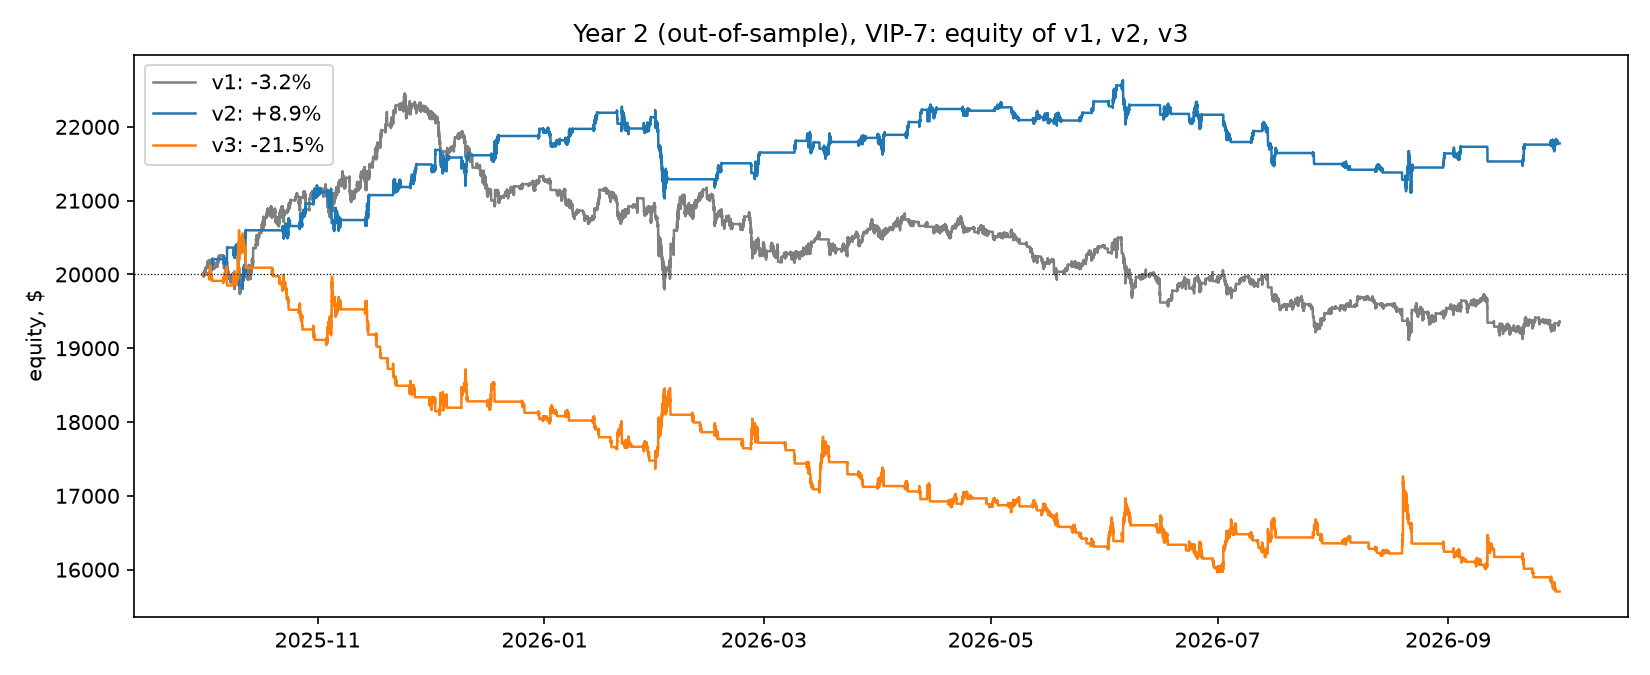 Year 2 (out-of-sample), VIP-7: equity of v1, v2, v3
v1: -3.2%
v2: +8.9%
v3: -21.5%
equity, $
22000
21000
20000
19000
18000
17000
16000
2025-11
2026-01
2026-03
2026-05
2026-07
2026-09